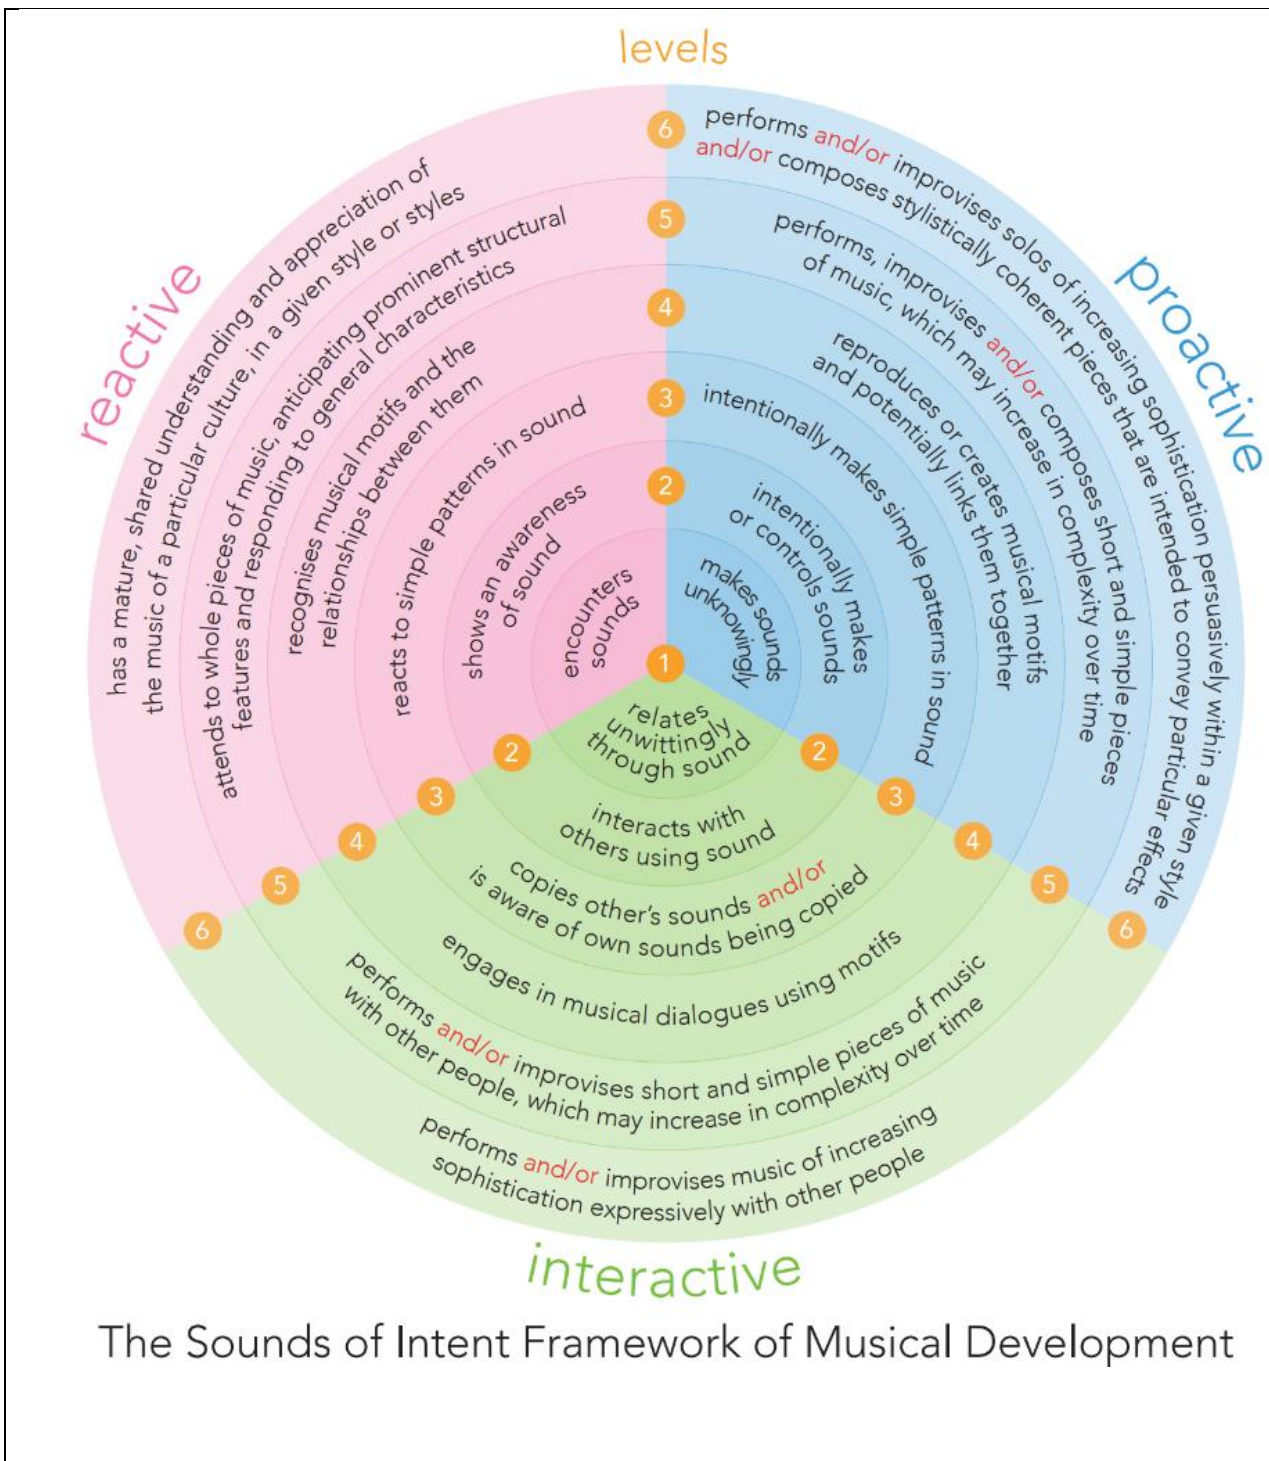 levels
reactive
proactive
interactive
6
5
4
3
2
1
2
3
4
5
6
2
3
4
5
6
has a mature, shared understanding and appreciation of
the music of a particular culture, in a given style or styles
attends to whole pieces of music, anticipating prominent structural
features and responding to general characteristics
recognises musical motifs and the
relationships between them
reacts to simple patterns in sound
shows an awareness
of sound
encounters
sounds
performs and/or improvises solos of increasing sophistication persuasively within a given style
and/or composes stylistically coherent pieces that are intended to convey particular effects
performs, improvises and/or composes short and simple pieces
of music, which may increase in complexity over time
reproduces or creates musical motifs
and potentially links them together
intentionally makes simple patterns in sound
intentionally makes
or controls sounds
makes sounds
unknowingly
relates
unwittingly
through sound
interacts with
others using sound
copies other's sounds and/or
is aware of own sounds being copied
engages in musical dialogues using motifs
performs and/or improvises short and simple pieces of music
with other people, which may increase in complexity over time
performs and/or improvises music of increasing
sophistication expressively with other people
The Sounds of Intent Framework of Musical Development